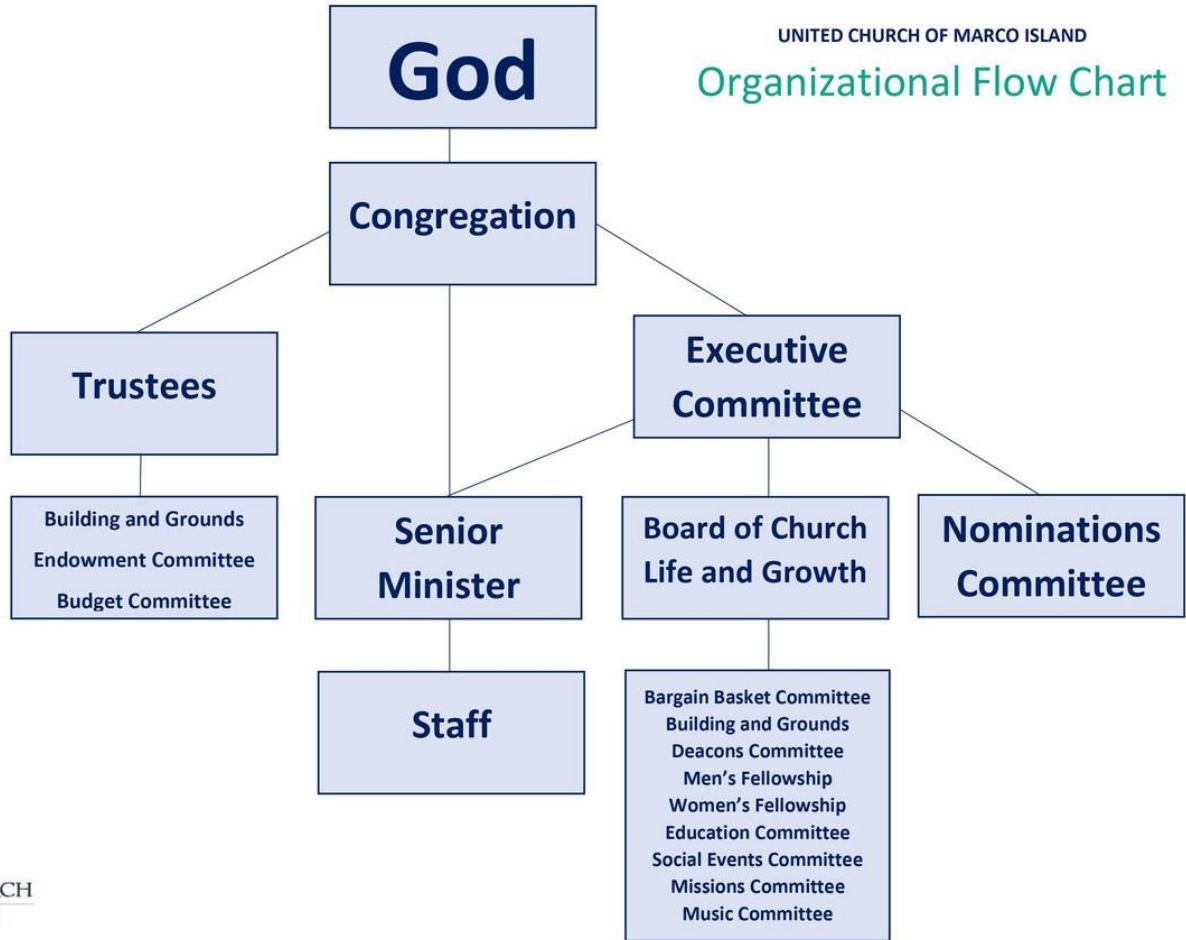 God
UNITED CHURCH OF MARCO ISLAND
Organizational Flow Chart
Congregation
Trustees
Executive
Committee
Building and Grounds
Endowment Committee
Budget Committee
Senior
Minister
Board of Church
Life and Growth
Nominations
Committee
Staff
Bargain Basket Committee
Building and Grounds
Deacons Committee
Men's Fellowship
Women's Fellowship
Education Committee
Social Events Committee
Missions Committee
Music Committee
CH